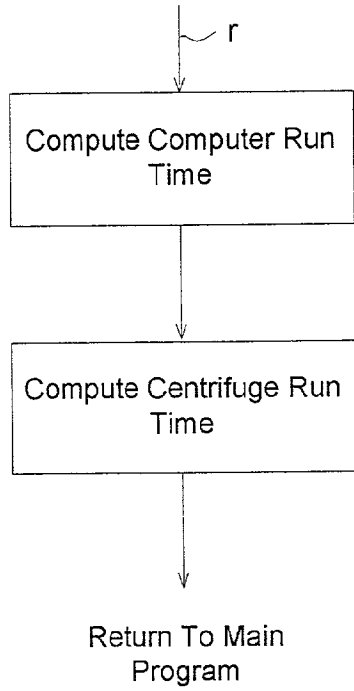 r
Compute Computer Run
Time
Compute Centrifuge Run
Time
Return To Main
Program